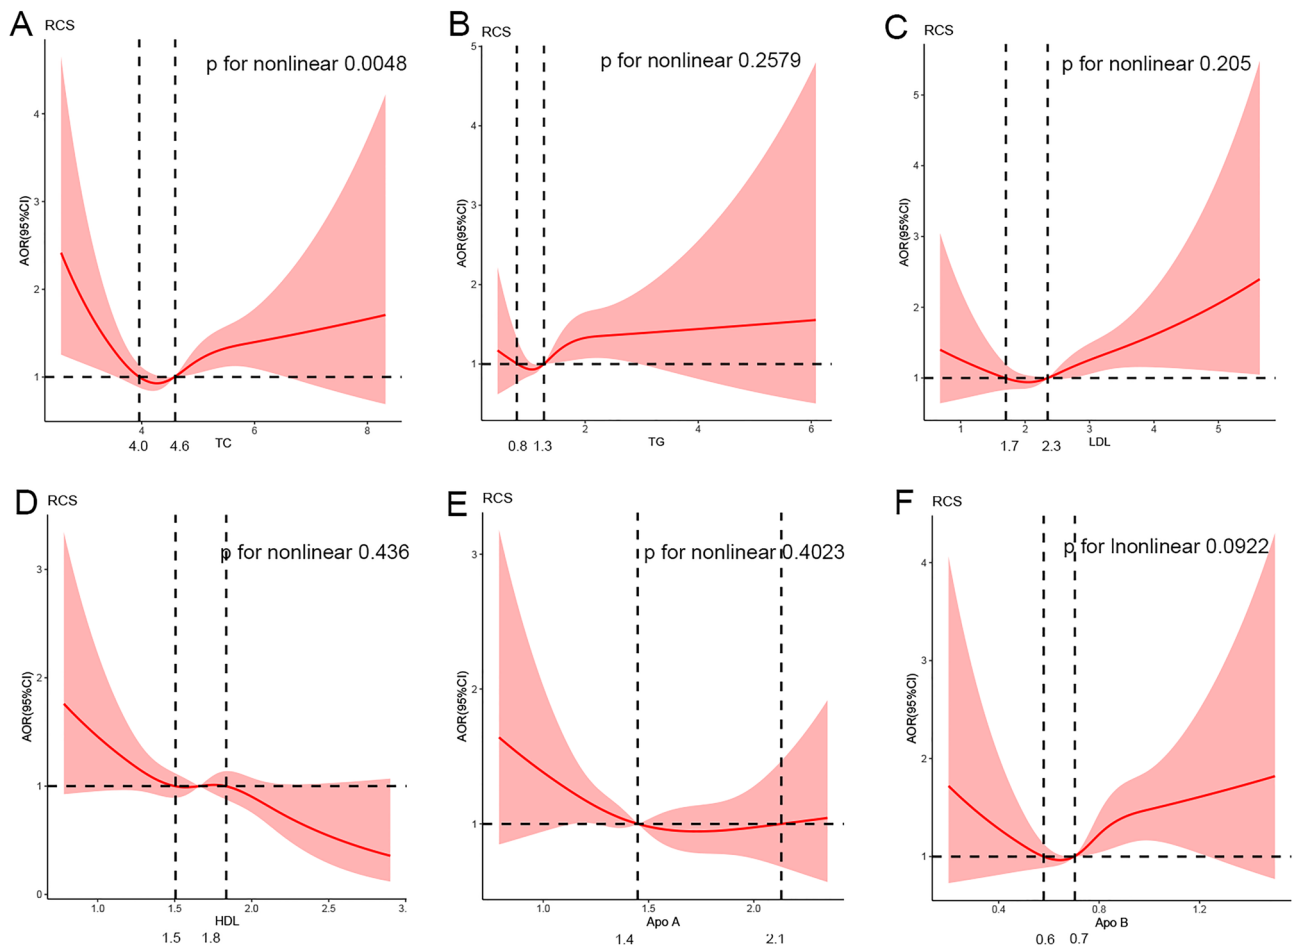 A
RCS
p for nonlinear 0.0048
AOR(95%CI)
4
3
2
1
4
6
8
4.0
4.6
TC
B
RCS
p for nonlinear 0.2579
AOR(95%CI)
5
4
3
2
1
2
4
6
0.8
1.3
TG
C
RCS
p for nonlinear 0.205
AOR(95%CI)
5
4
3
2
1
1
2
3
4
5
1.7
2.3
LDL
D
RCS
p for nonlinear 0.436
AOR(95%CI)
3
2
1
0
1.0
1.5
2.0
2.5
3.
HDL
1.5
1.8
E
RCS
p for nonlinear 0.4023
AOR(95%CI)
3
2
1
1.0
1.5
2.0
Apo A
1.4
2.1
F
RCS
p for lnonlinear 0.0922
AOR(95%CI)
4
3
2
1
0.4
0.8
1.2
Apo B
0.6
0.7